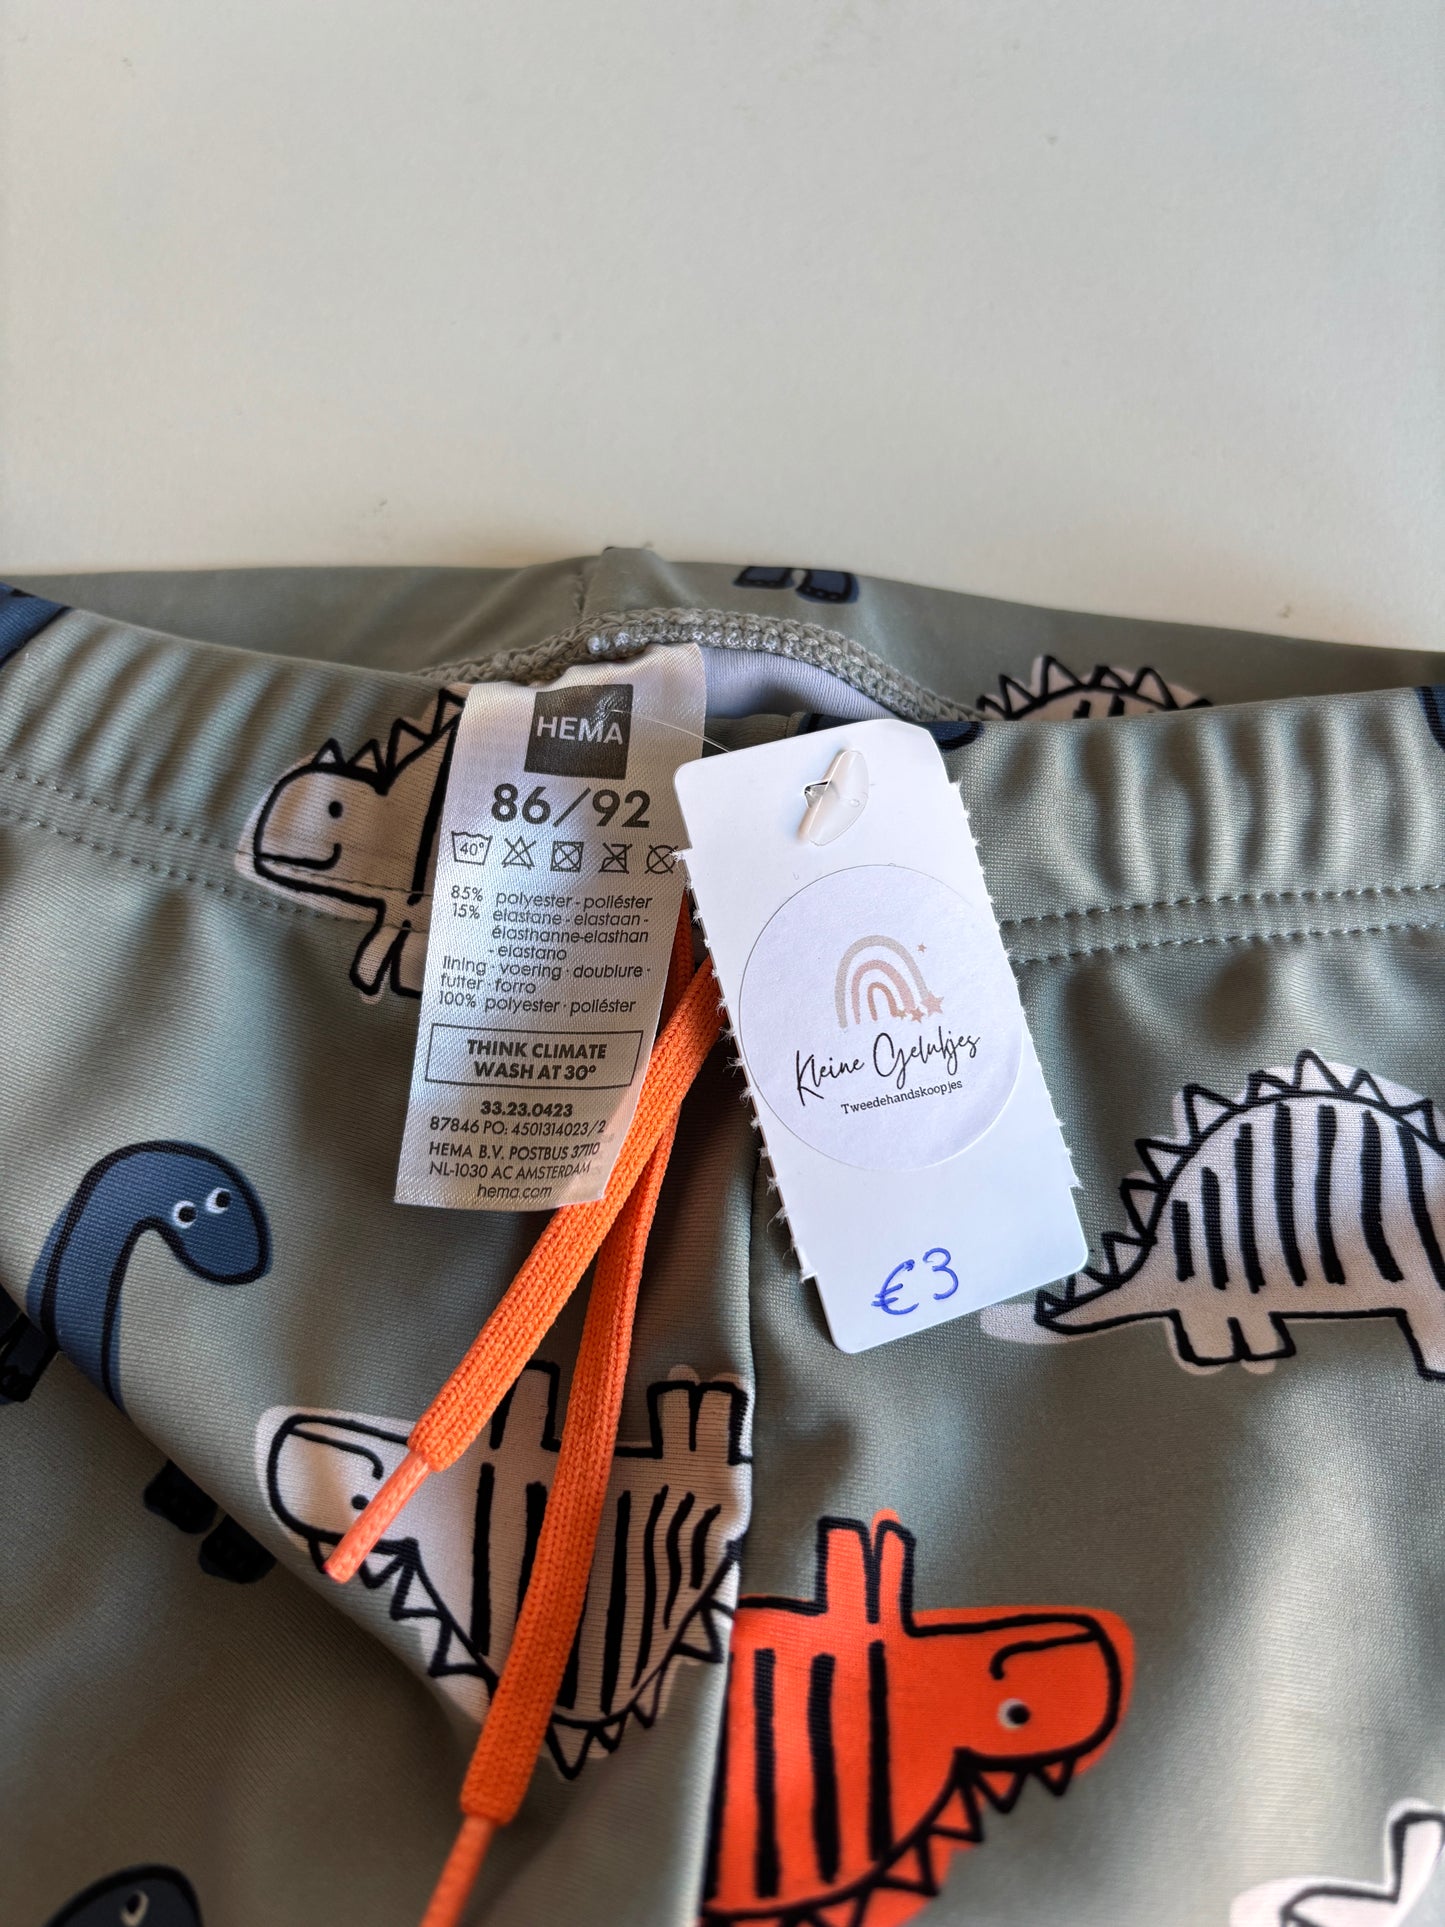 HEMA
86/92
40°
85% polyester - poliéster
15% elastane - elastaan -
élasthanne-elasthan
- elastano
lining · voering · doublure ·
futter · forro
100% polyester · poliéster
THINK CLIMATE
WASH AT 30°
33.23.0423
87846 PO: 4501314023/2
HEMA B.V. POSTBUS 37110
NL-1030 AC AMSTERDAM
hema.com
Kleine Gelukjes
Tweedehandskoopjes
€3